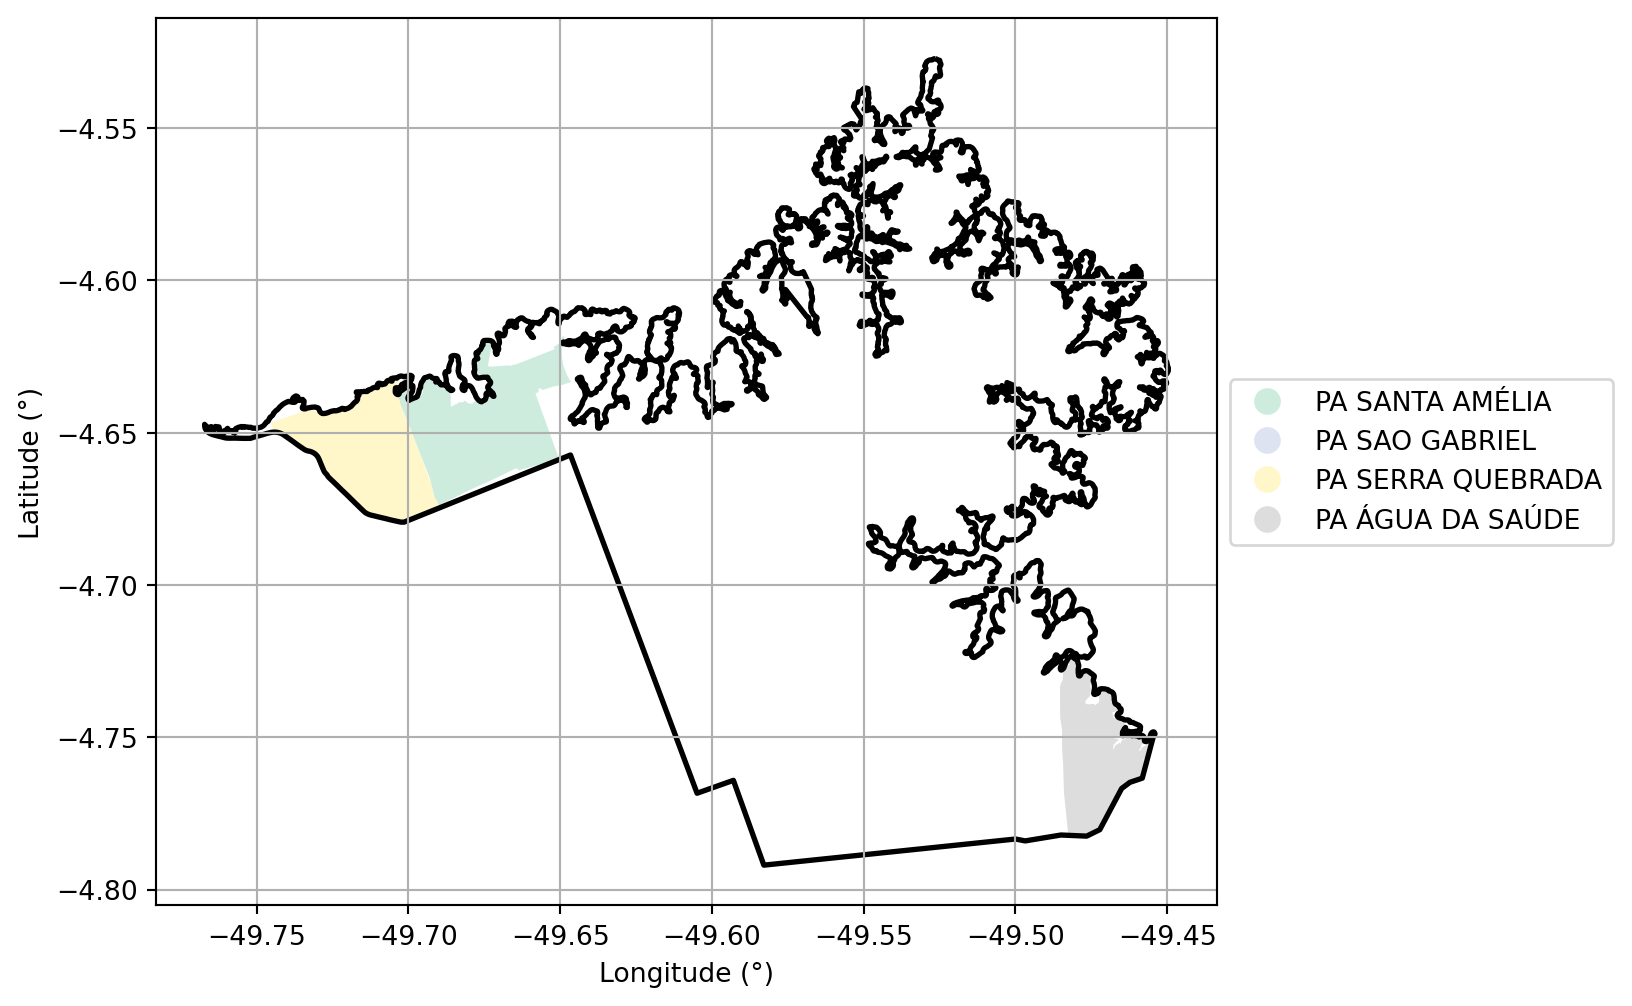 −4.55
−4.60
−4.65
−4.70
−4.75
−4.80
Latitude (°)
−49.75 −49.70 −49.65 −49.60 −49.55 −49.50 −49.45
Longitude (°)
PA SANTA AMÉLIA
PA SAO GABRIEL
PA SERRA QUEBRADA
PA ÁGUA DA SAÚDE